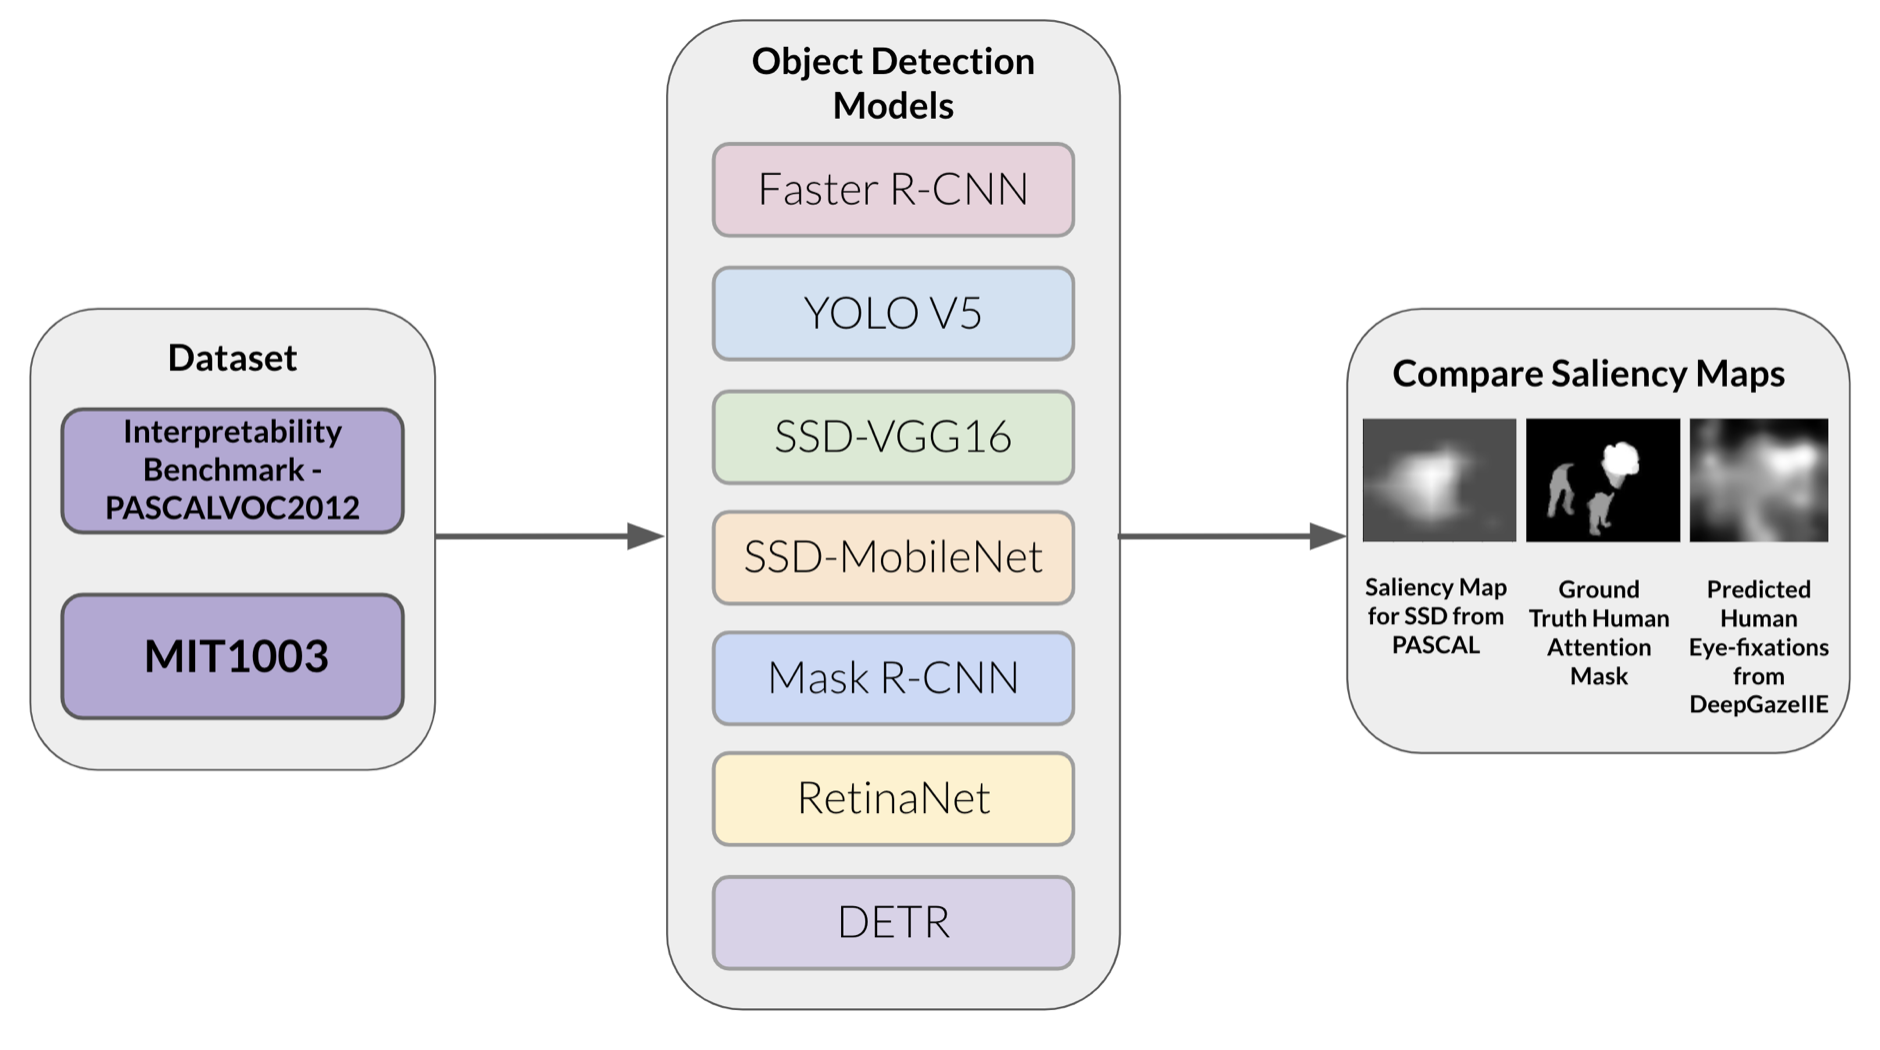 Dataset
Interpretability
Benchmark -
PASCALVOC2012
MIT1003
Object Detection
Models
Faster R-CNN
YOLO V5
SSD-VGG16
SSD-MobileNet
Mask R-CNN
RetinaNet
DETR
Compare Saliency Maps
Saliency Map
for SSD from
PASCAL
Ground
Truth Human
Attention
Mask
Predicted
Human
Eye-fixations
from
DeepGazeIIE